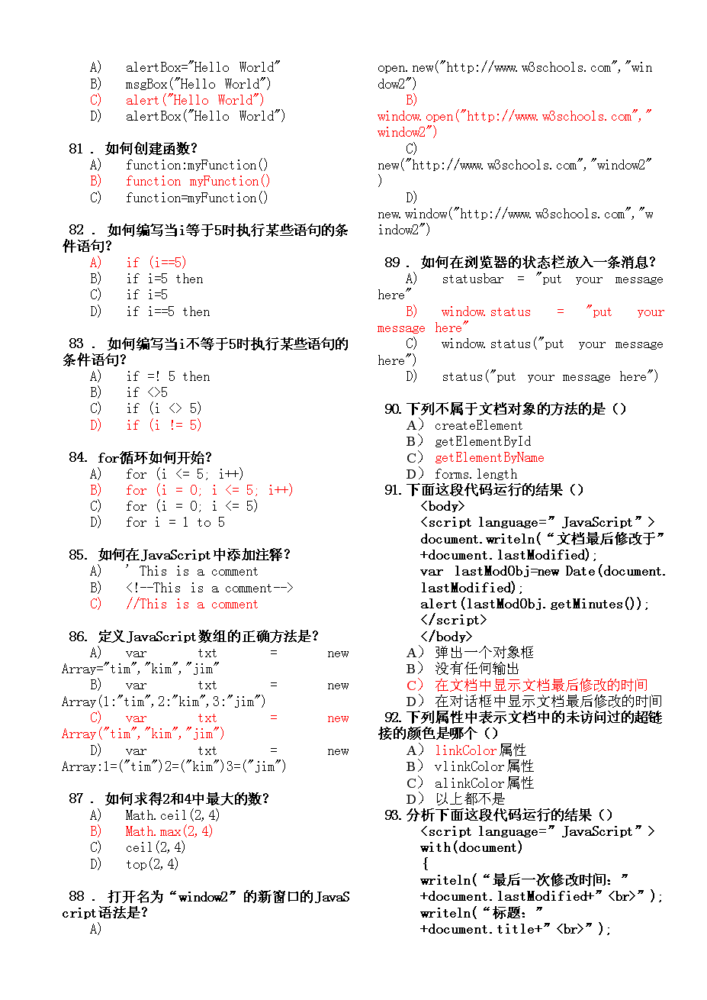 A) alertBox="Hello World"
B) msgBox("Hello World")
C) alert("Hello World")
D) alertBox("Hello World")
81 . 如何创建函数?
A) function:myFunction()
B) function myFunction()
C) function=myFunction()
82 . 如何编写当i等于5时执行某些语句的条
件语句?
A) if (i==5)
B) if i=5 then
C) if i=5
D) if i==5 then
83 . 如何编写当i不等于5时执行某些语句的
条件语句?
A) if =! 5 then
B) if <>5
C) if (i <> 5)
D) if (i != 5)
84. for循环如何开始?
A) for (i <= 5; i++)
B) for (i = 0; i <= 5; i++)
C) for (i = 0; i <= 5)
D) for i = 1 to 5
85. 如何在JavaScript中添加注释?
A) ' This is a comment
B) <!--This is a comment-->
C) //This is a comment
86. 定义JavaScript数组的正确方法是?
A) var txt = new
Array="tim","kim","jim"
B) var txt = new
Array(1:"tim",2:"kim",3:"jim")
C) var txt = new
Array("tim","kim","jim")
D) var txt = new
Array:1=("tim")2=("kim")3=("jim")
87 . 如何求得2和4中最大的数?
A) Math.ceil(2,4)
B) Math.max(2,4)
C) ceil(2,4)
D) top(2,4)
88 . 打开名为“window2”的新窗口的JavaS
cript语法是?
A)
open.new("http://www.w3schools.com","win
dow2")
B)
window.open("http://www.w3schools.com","
window2")
C)
new("http://www.w3schools.com","window2"
)
D)
new.window("http://www.w3schools.com","w
indow2")
89 . 如何在浏览器的状态栏放入一条消息?
A) statusbar = "put your message
here"
B) window.status = "put your
message here"
C) window.status("put your message
here")
D) status("put your message here")
90.下列不属于文档对象的方法的是()
A) createElement
B) getElementById
C) getElementByName
D) forms.length
91.下面这段代码运行的结果()
<body>
<script language=”JavaScript”>
document.writeln(“文档最后修改于”
+document.lastModified);
var lastModObj=new Date(document.
lastModified);
alert(lastModObj.getMinutes());
</script>
</body>
A) 弹出一个对象框
B) 没有任何输出
C) 在文档中显示文档最后修改的时间
D) 在对话框中显示文档最后修改的时间
92.下列属性中表示文档中的未访问过的超链
接的颜色是哪个()
A) linkColor属性
B) vlinkColor属性
C) alinkColor属性
D) 以上都不是
93.分析下面这段代码运行的结果()
<script language=”JavaScript”>
with(document)
{
writeln(“最后一次修改时间:”
+document.lastModified+”<br>”);
writeln(“标题:”
+document.title+”<br>”);